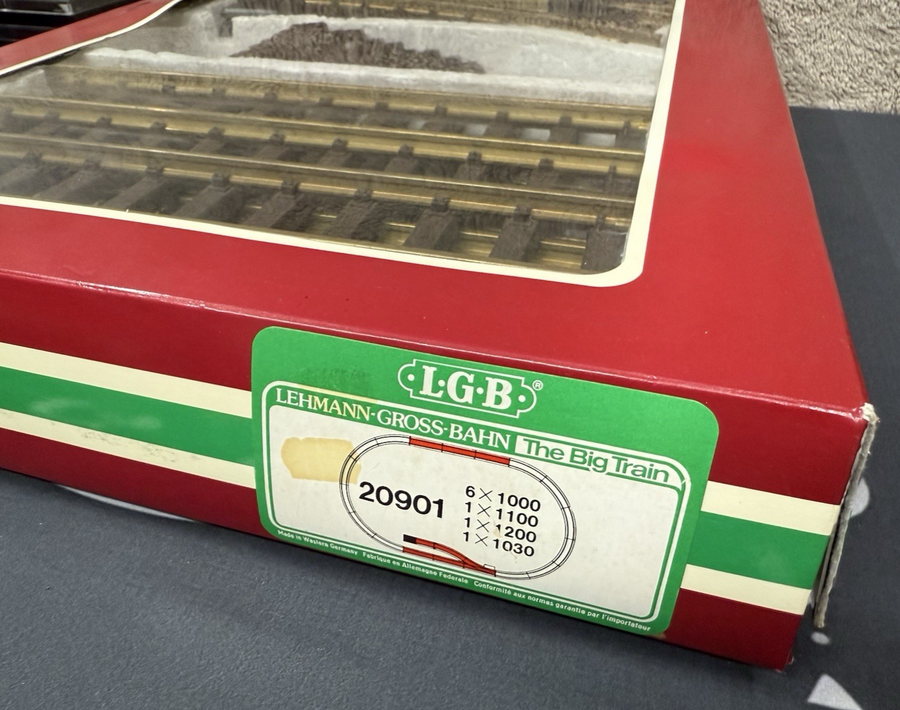 L·G·B®
LEHMANN-GROSS-BAHN The Big Train
20901
6 × 1000
1 × 1100
1 × 1200
1 × 1030
Made in Western Germany Fabriqué en Allemagne Federale Conformité aux normes garantie par l'importateur